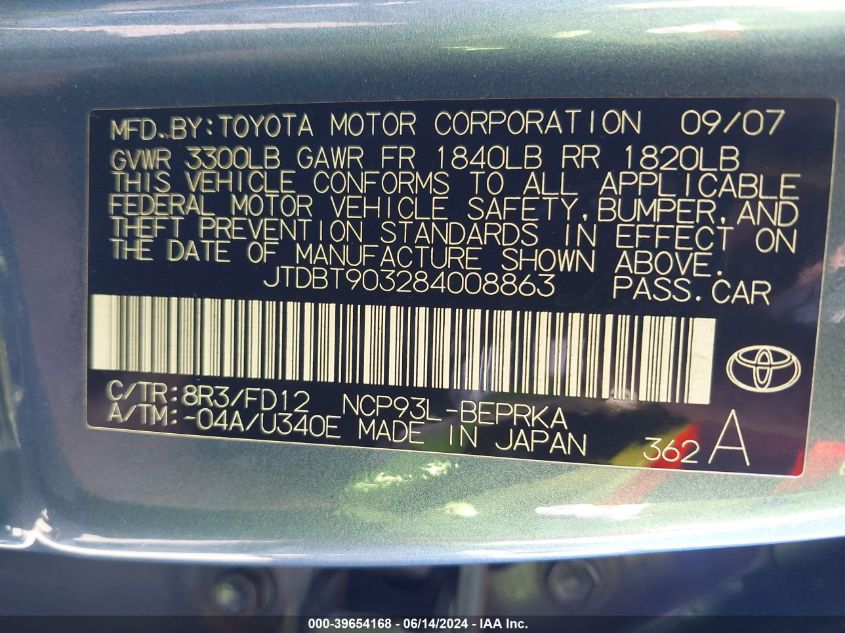 MFD. BY: TOYOTA MOTOR CORPORATION 09/07
GVWR 3300LB GAWR FR 1840LB RR 1820LB
THIS VEHICLE CONFORMS TO ALL APPLICABLE
FEDERAL MOTOR VEHICLE SAFETY, BUMPER, AND
THEFT PREVENTION STANDARDS IN EFFECT ON
THE DATE OF MANUFACTURE SHOWN ABOVE.
JTDBT903284008863 PASS. CAR
C/TR: 8R3/FD12 NCP93L-BEPRKA
A/TM: -04A/U340E MADE IN JAPAN 362 A
000-39654168 - 06/14/2024 - IAA Inc.